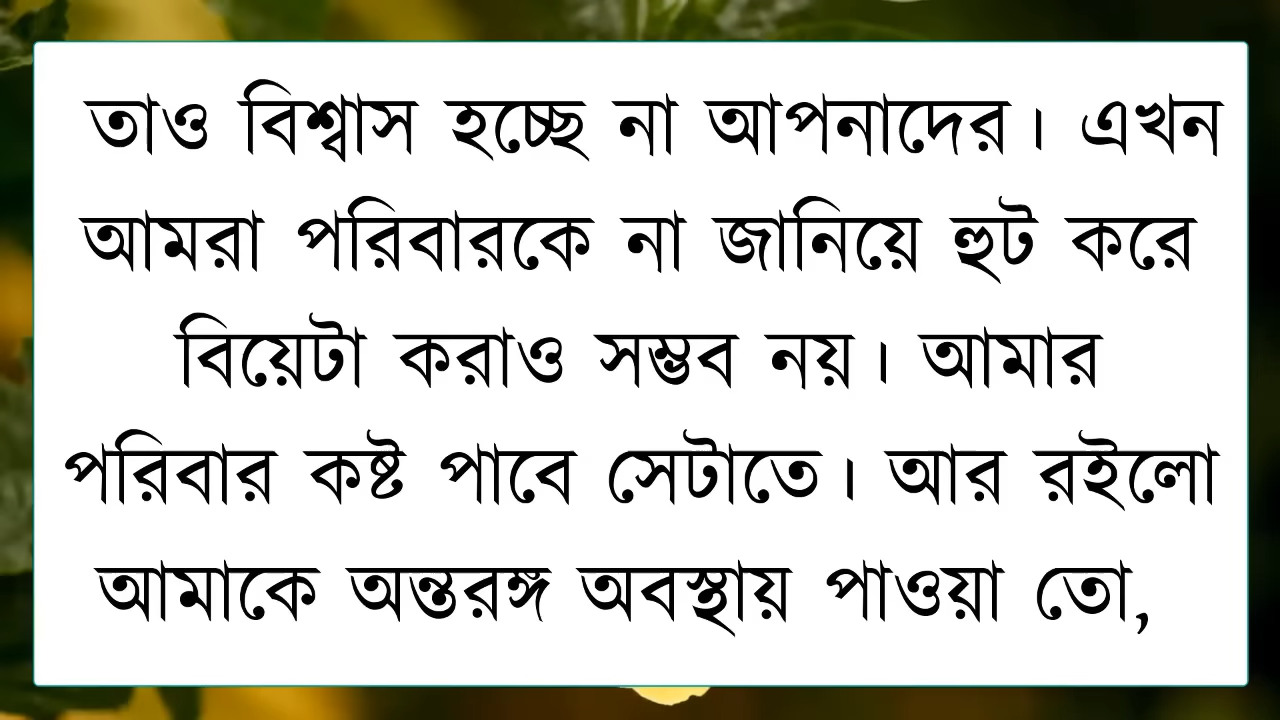 তাও বিশ্বাস হচ্ছে না আপনাদের। এখন
আমরা পরিবারকে না জানিয়ে হুট করে
বিয়েটা করাও সম্ভব নয়। আমার
পরিবার কষ্ট পাবে সেটাতে। আর রইলো
আমাকে অন্তরঙ্গ অবস্থায় পাওয়া তো,